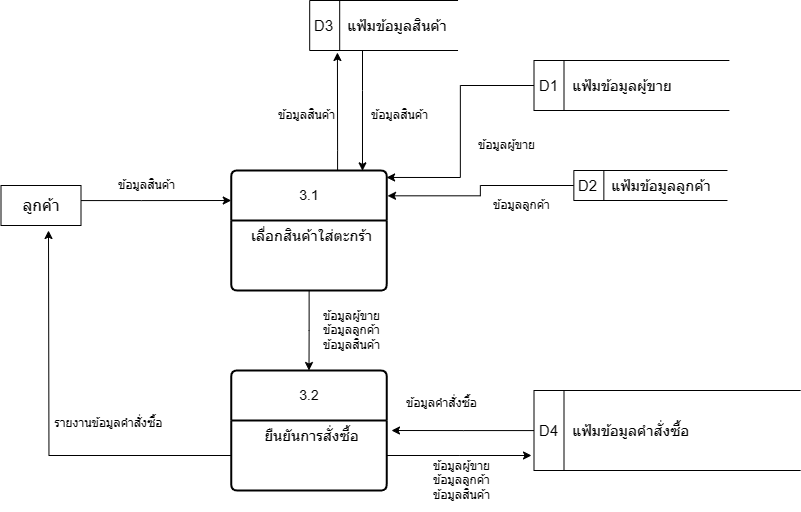 D3 แฟ้มข้อมูลสินค้า
D1 แฟ้มข้อมูลผู้ขาย
ข้อมูลสินค้า
ข้อมูลสินค้า
ข้อมูลผู้ขาย
D2 แฟ้มข้อมูลลูกค้า
ข้อมูลสินค้า
3.1
ลูกค้า
ข้อมูลลูกค้า
เลื่อกสินค้าใส่ตะกร้า
ข้อมูลผู้ขาย
ข้อมูลลูกค้า
ข้อมูลสินค้า
3.2
ข้อมูลคำสั่งซื้อ
รายงานข้อมูลคำสั่งซื้อ
ยืนยันการสั่งซื้อ
D4 แฟ้มข้อมูลคำสั่งซื้อ
ข้อมูลผู้ขาย
ข้อมูลลูกค้า
ข้อมูลสินค้า